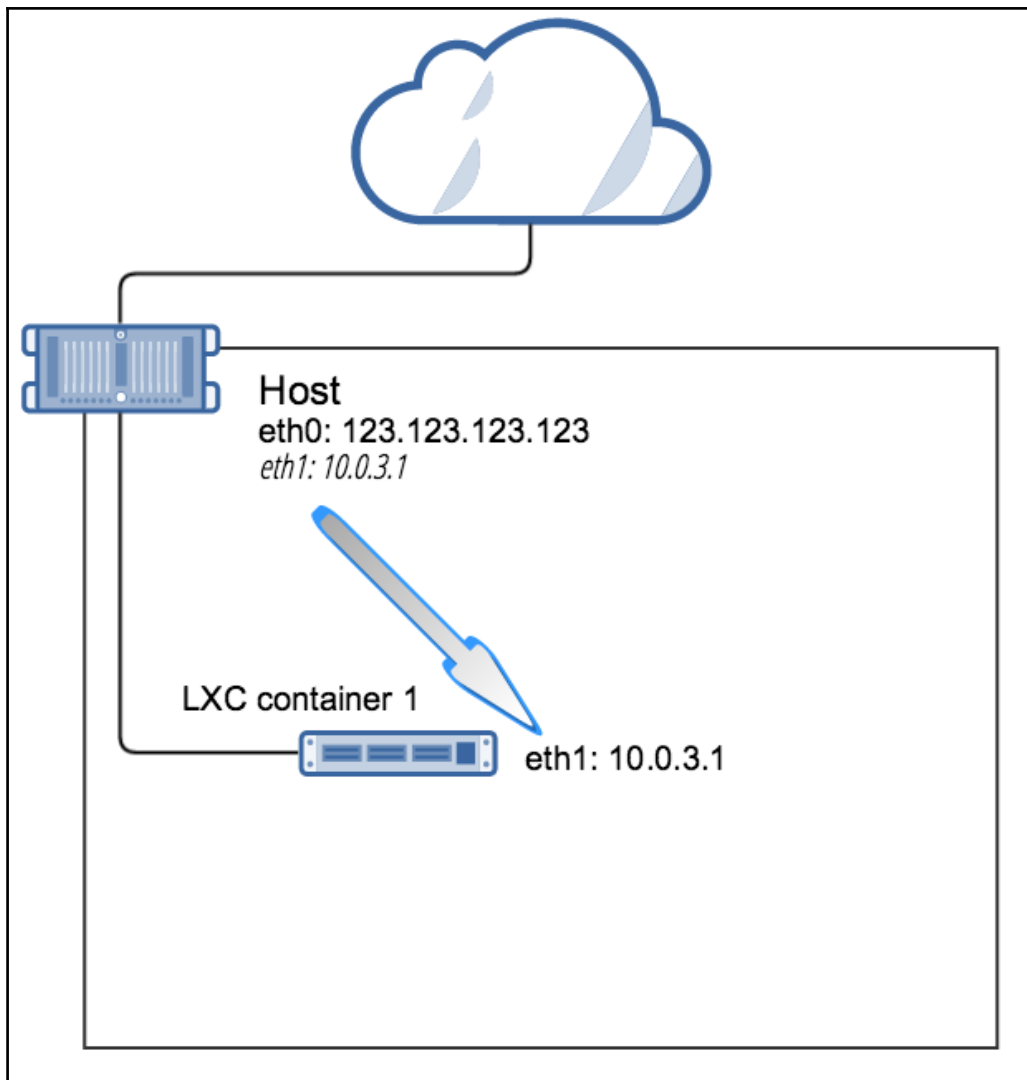 Host
eth0: 123.123.123.123
eth1: 10.0.3.1
LXC container 1
eth1: 10.0.3.1